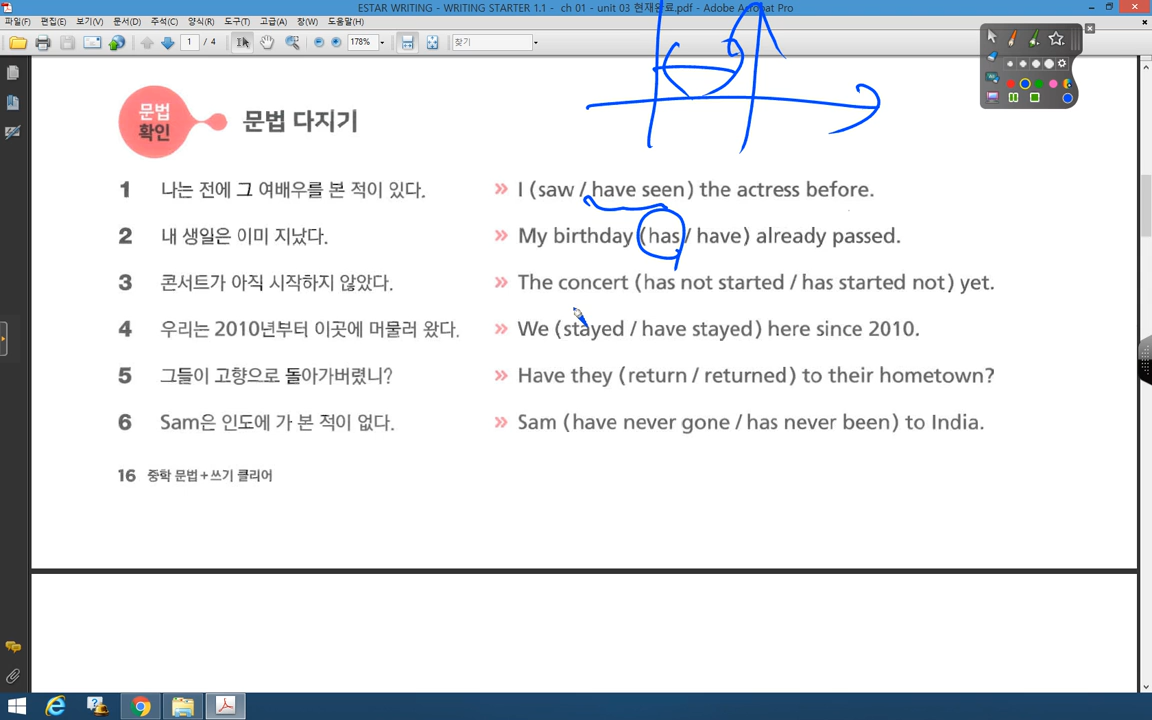 ESTAR WRITING - WRITING STARTER 1.1 - ch 01 - unit 03 현재완료.pdf - Adobe Acrobat Pro
파일(F) 편집(E) 보기(V) 문서(D) 주석(C) 양식(R) 도구(T) 고급(A) 창(W) 도움말(H)
1 / 4 178% 찾기
문법 확인 문법 다지기
1 나는 전에 그 여배우를 본 적이 있다. » I (saw / have seen) the actress before.
2 내 생일은 이미 지났다. » My birthday (has / have) already passed.
3 콘서트가 아직 시작하지 않았다. » The concert (has not started / has started not) yet.
4 우리는 2010년부터 이곳에 머물러 왔다. » We (stayed / have stayed) here since 2010.
5 그들이 고향으로 돌아가버렸니? » Have they (return / returned) to their hometown?
6 Sam은 인도에 가 본 적이 없다. » Sam (have never gone / has never been) to India.
16 중학 문법+쓰기 클리어